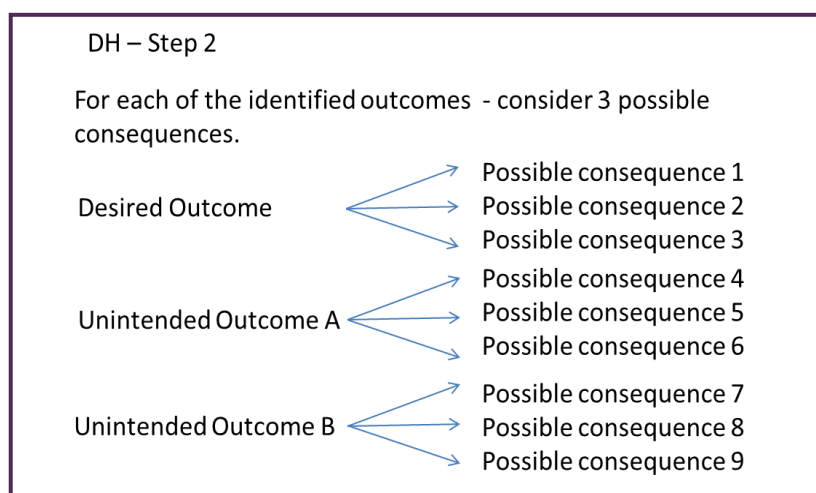 DH – Step 2
For each of the identified outcomes  - consider 3 possible
consequences.
Possible consequence 1
Desired Outcome
Possible consequence 2
Possible consequence 3
Possible consequence 4
Unintended Outcome A
Possible consequence 5
Possible consequence 6
Possible consequence 7
Unintended Outcome B
Possible consequence 8
Possible consequence 9